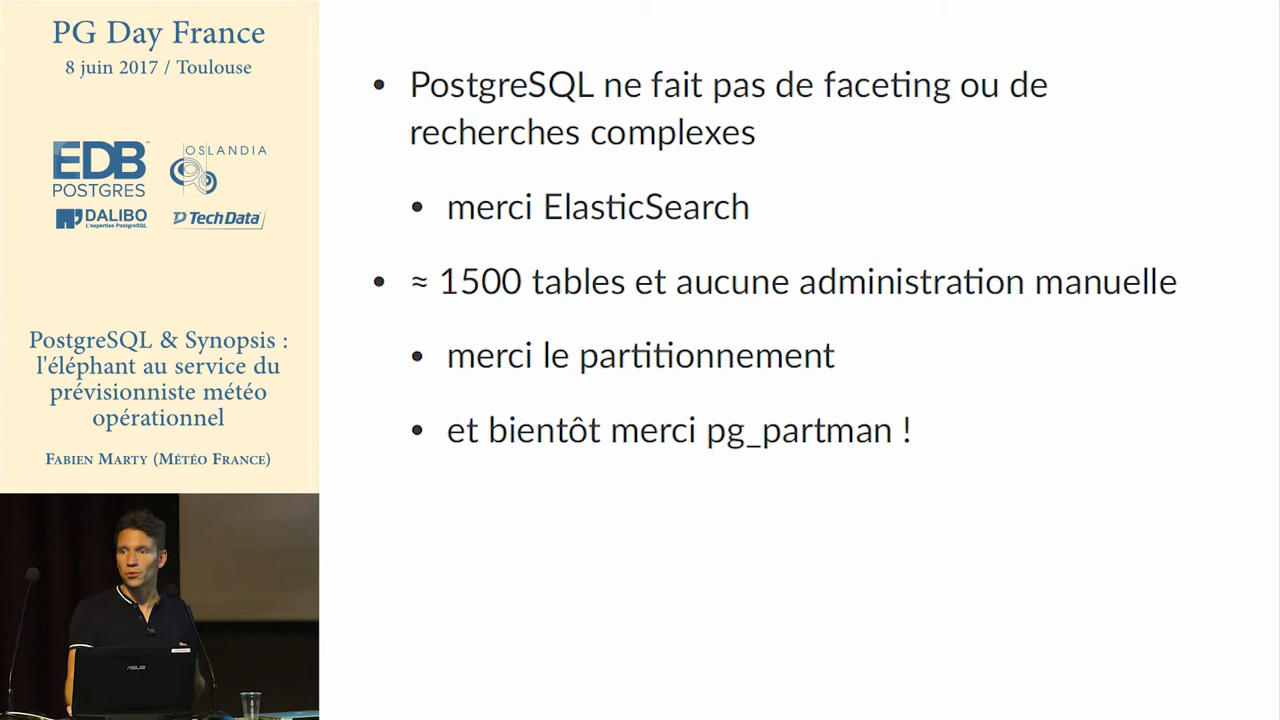 PG Day France
8 juin 2017 / Toulouse
EDB
POSTGRES
OSLANDIA
DALIBO
L'expertise PostgreSQL
TechData
PostgreSQL & Synopsis :
l'éléphant au service du
prévisionniste météo
opérationnel
Fabien Marty (Météo France)
• PostgreSQL ne fait pas de faceting ou de
recherches complexes
• merci ElasticSearch
• ≈ 1500 tables et aucune administration manuelle
• merci le partitionnement
• et bientôt merci pg_partman !
ASUS